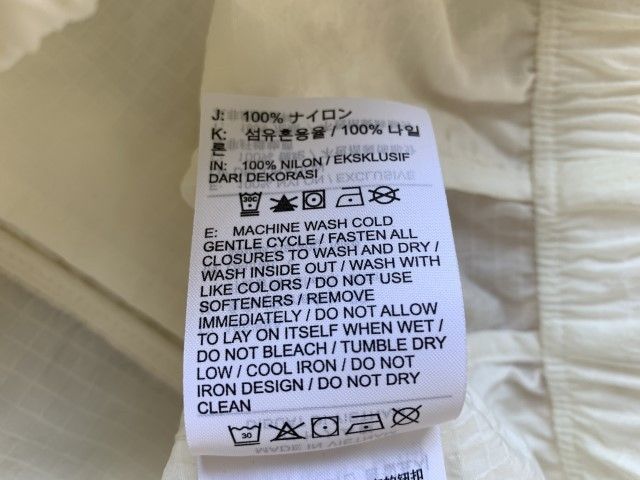 J: 100% ナイロン
K: 섬유혼용율 / 100% 나일
론
IN: 100% NILON / EKSKLUSIF
DARI DEKORASI
30C
E: MACHINE WASH COLD
GENTLE CYCLE / FASTEN ALL
CLOSURES TO WASH AND DRY /
WASH INSIDE OUT / WASH WITH
LIKE COLORS / DO NOT USE
SOFTENERS / REMOVE
IMMEDIATELY / DO NOT ALLOW
TO LAY ON ITSELF WHEN WET /
DO NOT BLEACH / TUMBLE DRY
LOW / COOL IRON / DO NOT
IRON DESIGN / DO NOT DRY
CLEAN
30